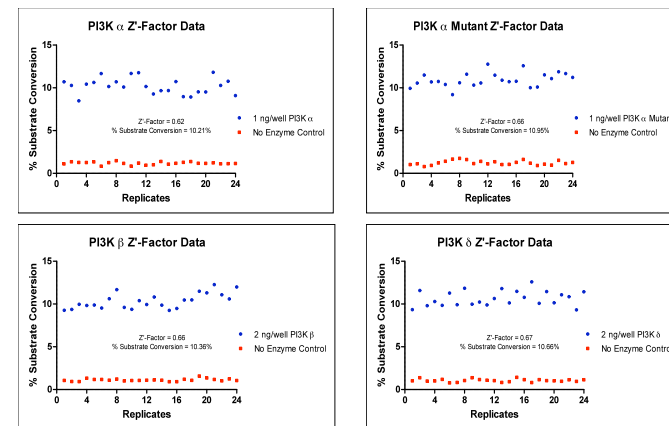 PI3K α Z'-Factor Data
15
10
5
0
% Substrate Conversion
Z'-Factor = 0.62
% Substrate Conversion = 10.21%
1 ng/well PI3K α
No Enzyme Control
0 4 8 12 16 20 24
Replicates
PI3K α Mutant Z'-Factor Data
15
10
5
0
% Substrate Conversion
Z'-Factor = 0.66
% Substrate Conversion = 10.95%
1 ng/well PI3K α Mutant
No Enzyme Control
0 4 8 12 16 20 24
Replicates
PI3K β Z'-Factor Data
15
10
5
0
% Substrate Conversion
Z'-Factor = 0.66
% Substrate Conversion = 10.36%
2 ng/well PI3K β
No Enzyme Control
0 4 8 12 16 20 24
Replicates
PI3K δ Z'-Factor Data
15
10
5
0
% Substrate Conversion
Z'-Factor = 0.67
% Substrate Conversion = 10.66%
2 ng/well PI3K δ
No Enzyme Control
0 4 8 12 16 20 24
Replicates